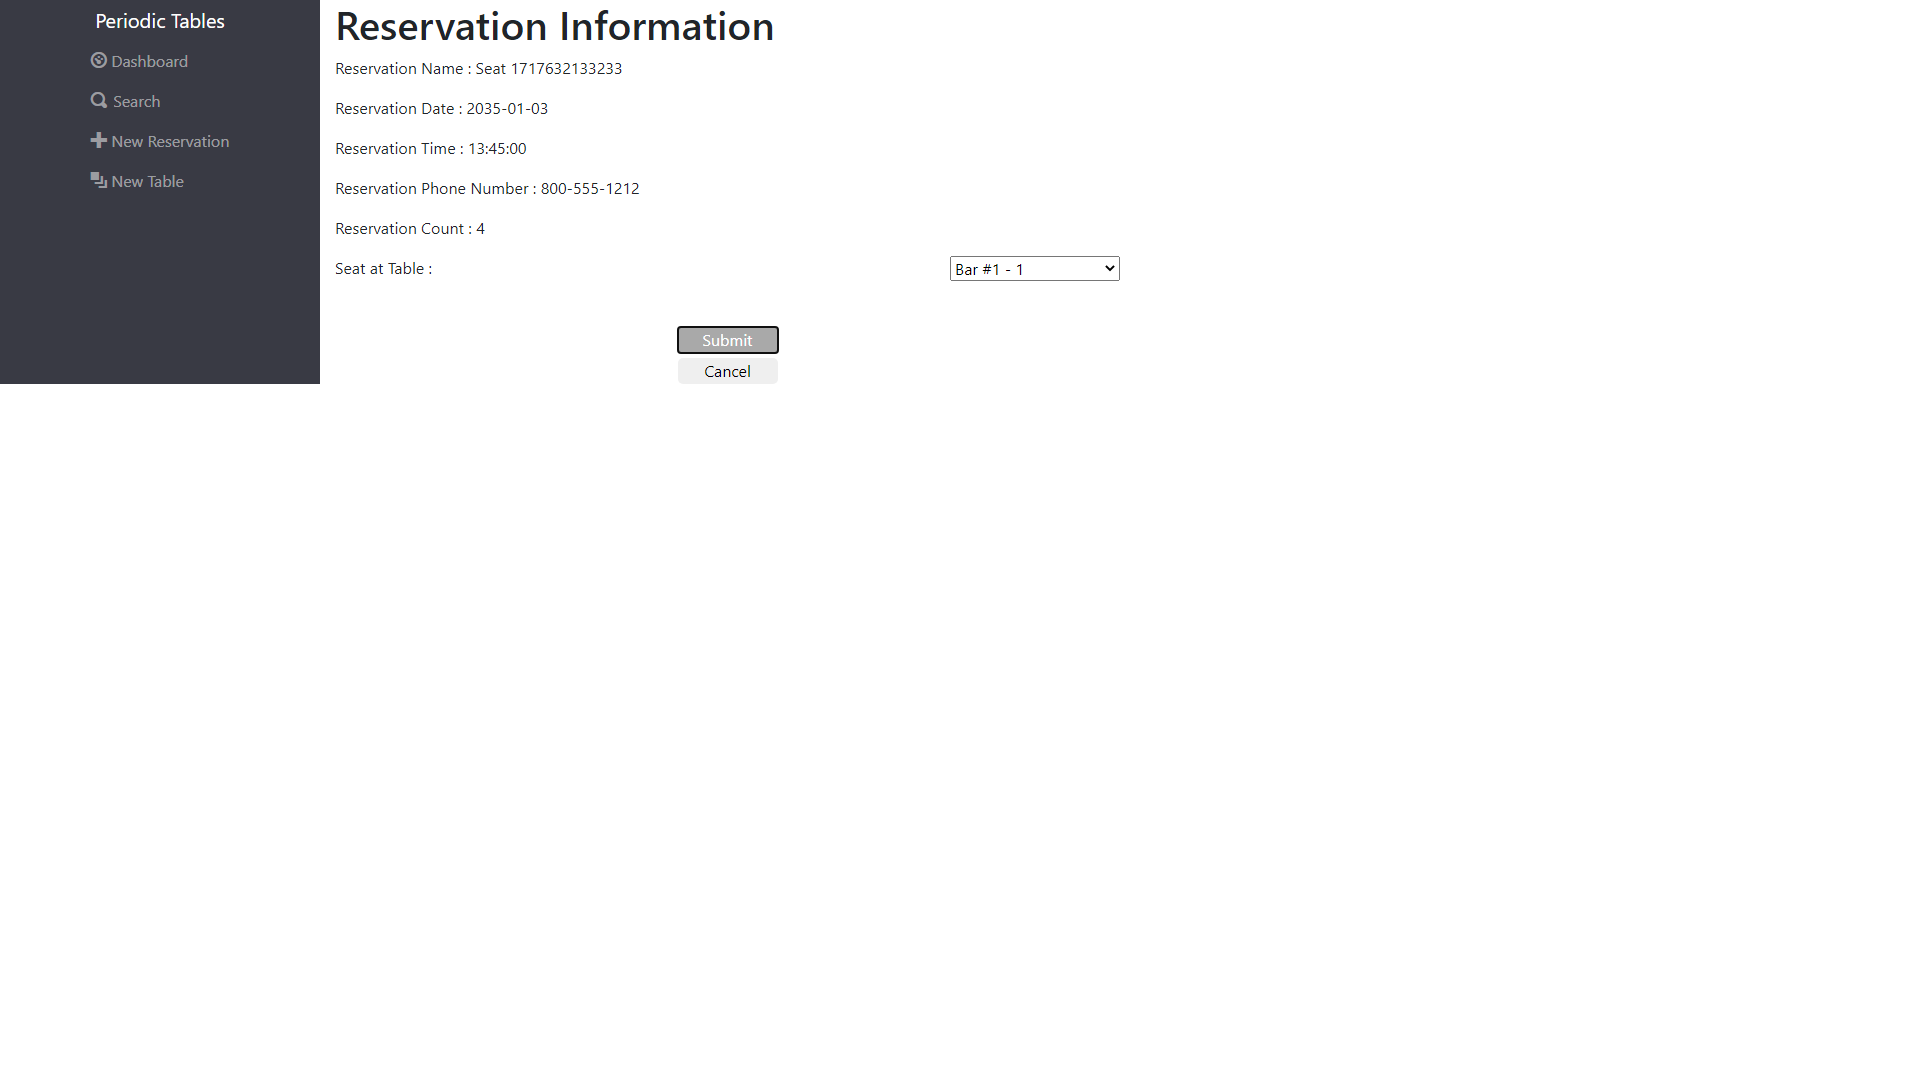 Periodic Tables
Dashboard
Search
New Reservation
New Table
Reservation Information
Reservation Name : Seat 1717632133233
Reservation Date : 2035-01-03
Reservation Time : 13:45:00
Reservation Phone Number : 800-555-1212
Reservation Count : 4
Seat at Table :
Bar #1 - 1
Submit
Cancel